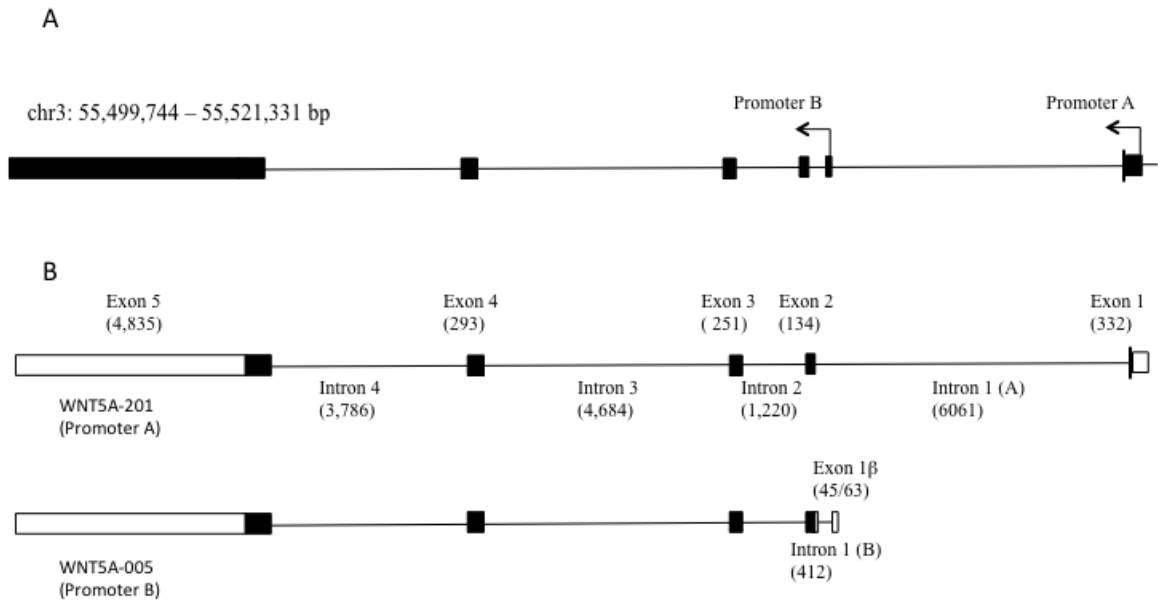 A
chr3: 55,499,744 – 55,521,331 bp
Promoter B
Promoter A
B
Exon 5
(4,835)
Exon 4
(293)
Exon 3
( 251)
Exon 2
(134)
Exon 1
(332)
Intron 4
(3,786)
Intron 3
(4,684)
Intron 2
(1,220)
Intron 1 (A)
(6061)
WNT5A-201
(Promoter A)
Exon 1β
(45/63)
Intron 1 (B)
(412)
WNT5A-005
(Promoter B)